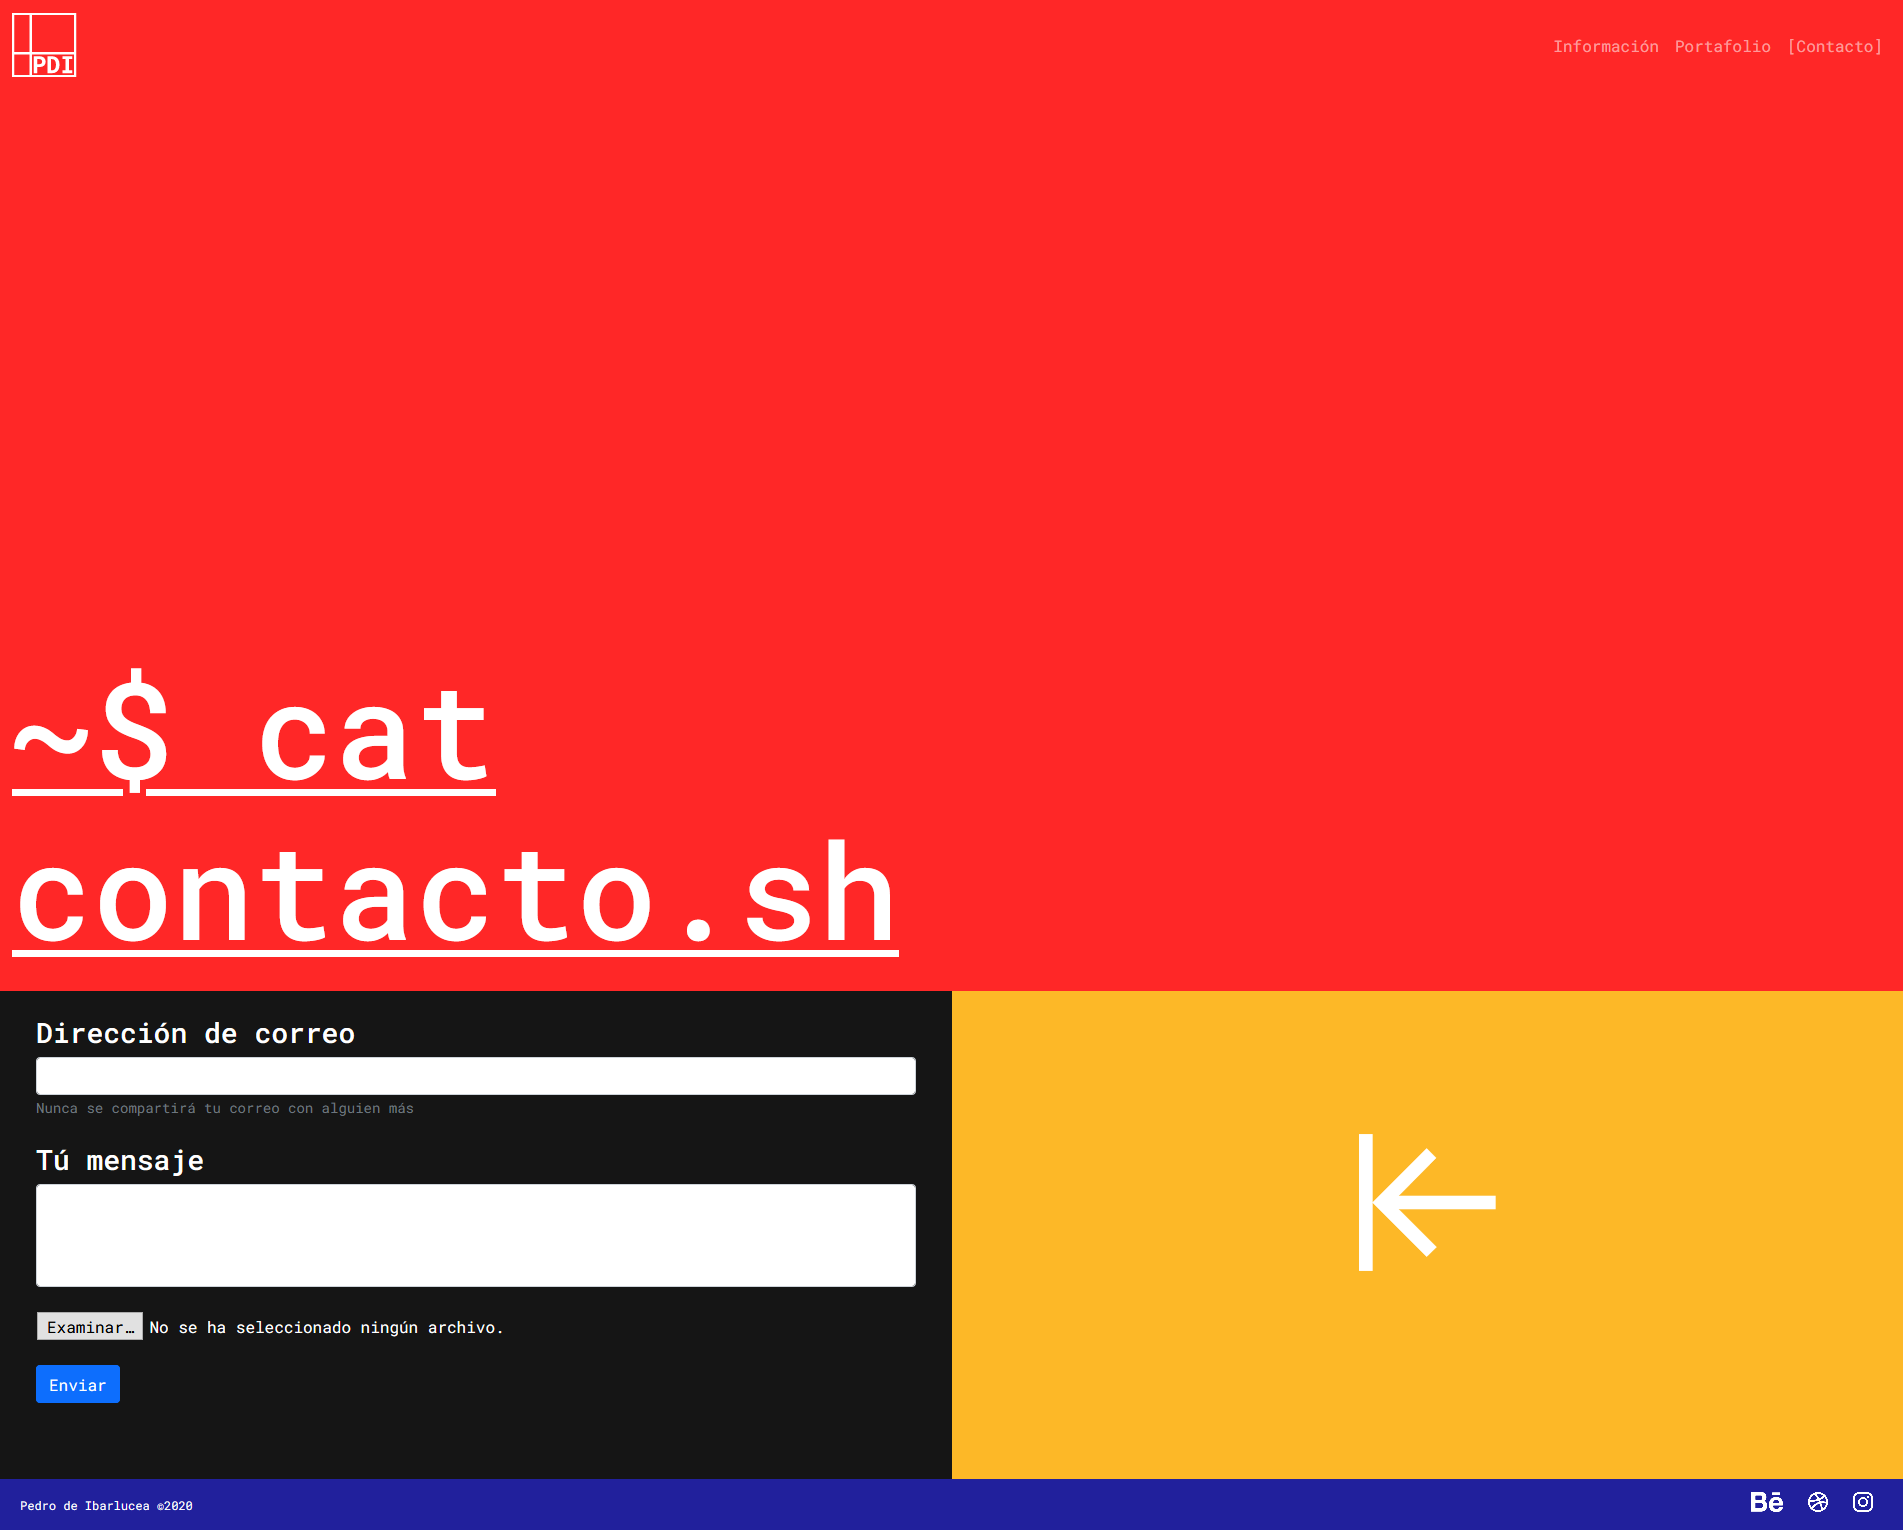 PDI
Información Portafolio [Contacto]
~$ cat
contacto.sh
Dirección de correo
Nunca se compartirá tu correo con alguien más
Tú mensaje
Examinar… No se ha seleccionado ningún archivo.
Enviar
Pedro de Ibarlucea ©2020
Bē